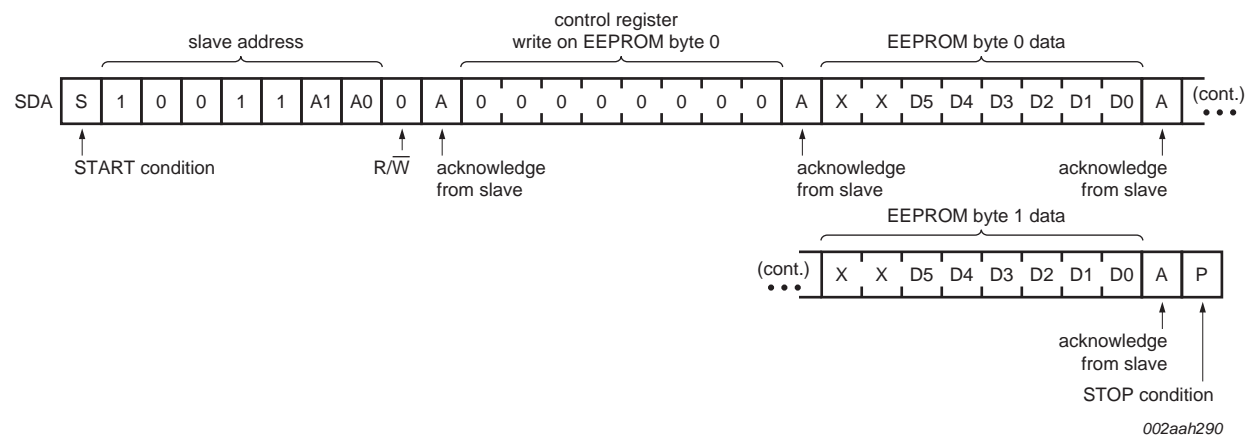 control register
slave address write on EEPROM byte 0 EEPROM byte 0 data
SDA S 1 0 0 1 1 A1 A0 0 A 0 0 0 0 0 0 0 0 A X X D5 D4 D3 D2 D1 D0 A (cont.)
START condition R/W̅ acknowledge acknowledge acknowledge
from slave from slave from slave
EEPROM byte 1 data
(cont.) X X D5 D4 D3 D2 D1 D0 A P
acknowledge
from slave
STOP condition
002aah290